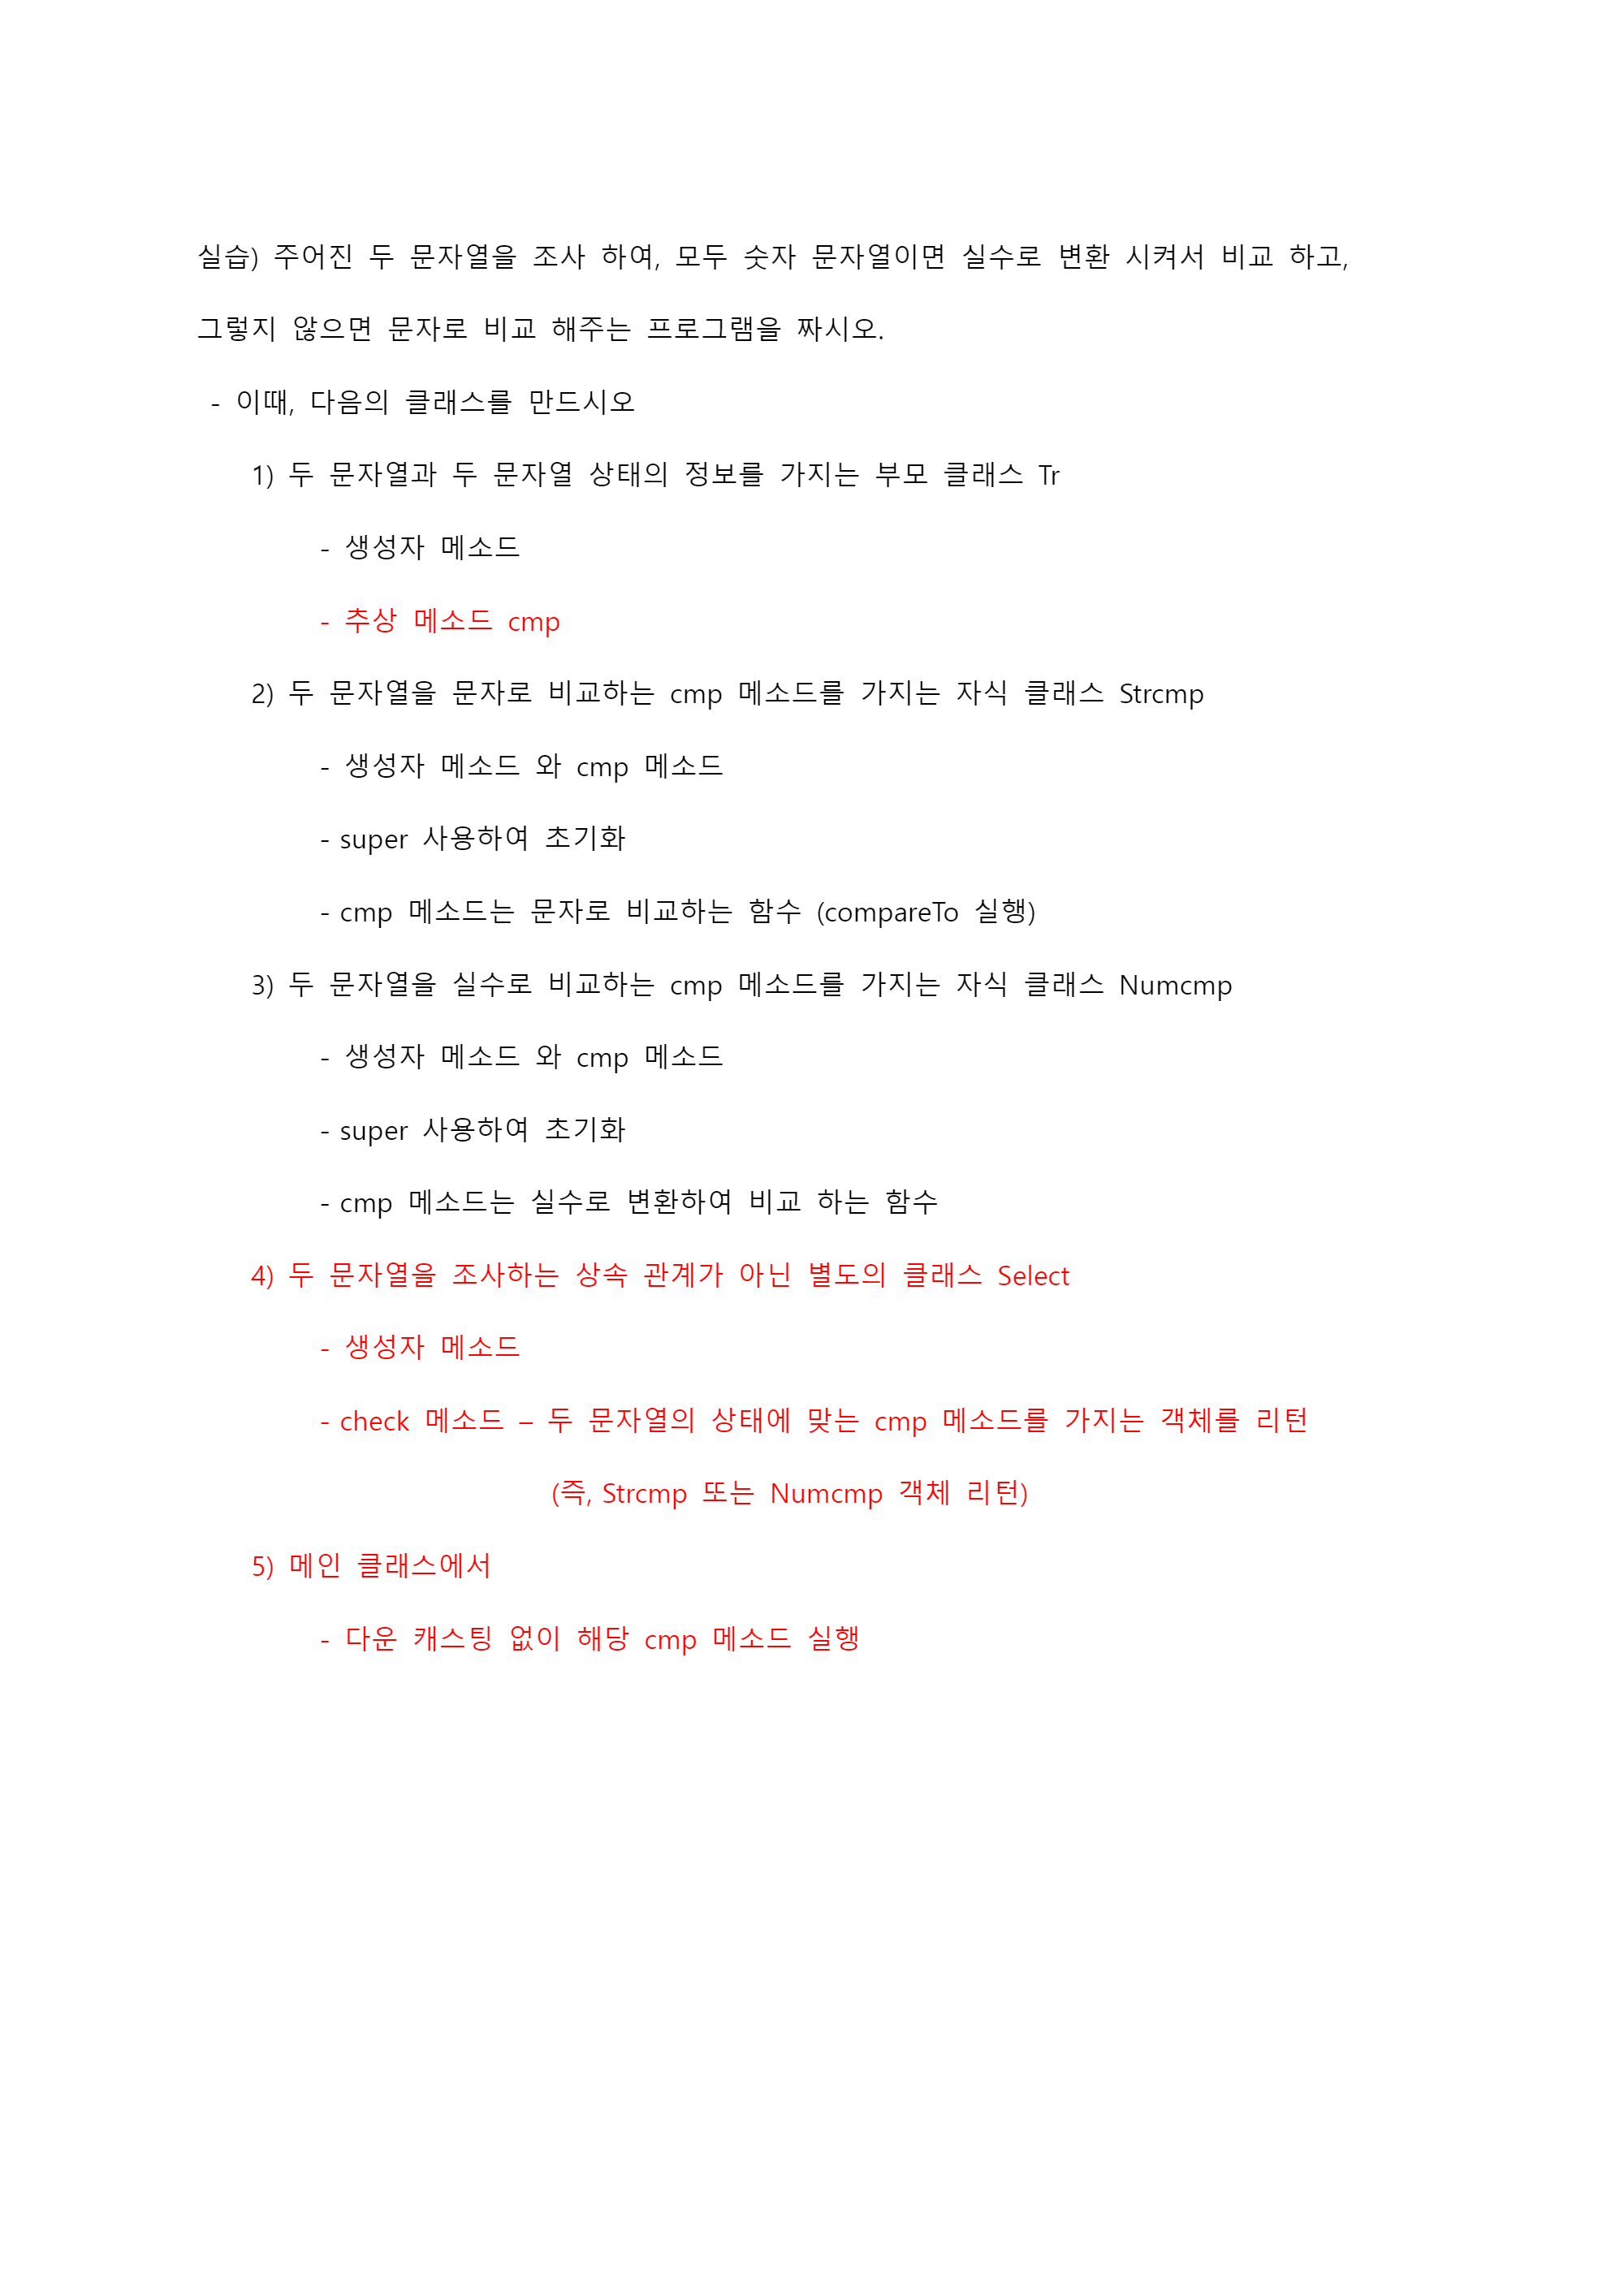 실습) 주어진 두 문자열을 조사 하여, 모두 숫자 문자열이면 실수로 변환 시켜서 비교 하고,
그렇지 않으면 문자로 비교 해주는 프로그램을 짜시오.
- 이때, 다음의 클래스를 만드시오
1) 두 문자열과 두 문자열 상태의 정보를 가지는 부모 클래스 Tr
- 생성자 메소드
- 추상 메소드 cmp
2) 두 문자열을 문자로 비교하는 cmp 메소드를 가지는 자식 클래스 Strcmp
- 생성자 메소드 와 cmp 메소드
- super 사용하여 초기화
- cmp 메소드는 문자로 비교하는 함수 (compareTo 실행)
3) 두 문자열을 실수로 비교하는 cmp 메소드를 가지는 자식 클래스 Numcmp
- 생성자 메소드 와 cmp 메소드
- super 사용하여 초기화
- cmp 메소드는 실수로 변환하여 비교 하는 함수
4) 두 문자열을 조사하는 상속 관계가 아닌 별도의 클래스 Select
- 생성자 메소드
- check 메소드 – 두 문자열의 상태에 맞는 cmp 메소드를 가지는 객체를 리턴
(즉, Strcmp 또는 Numcmp 객체 리턴)
5) 메인 클래스에서
- 다운 캐스팅 없이 해당 cmp 메소드 실행